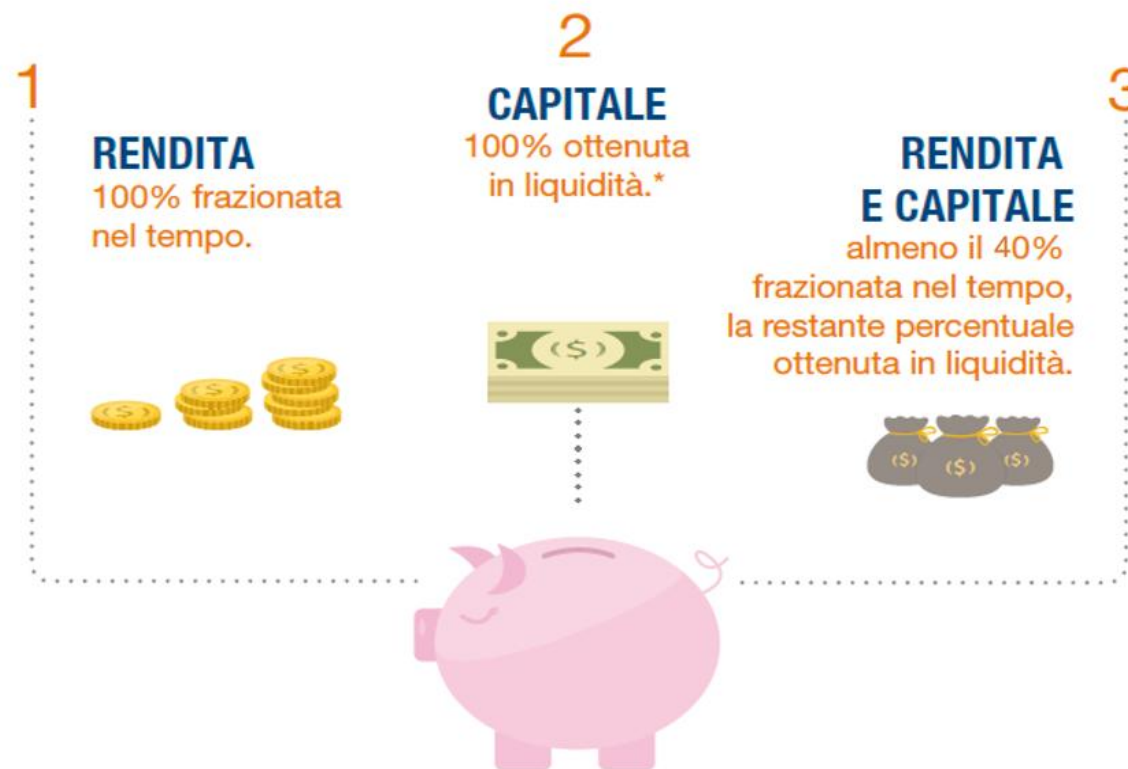 1
RENDITA
100% frazionata
nel tempo.
2
CAPITALE
100% ottenuta
in liquidità.*
3
RENDITA
E CAPITALE
almeno il 40%
frazionata nel tempo,
la restante percentuale
ottenuta in liquidità.
($)
($)
($)
($)
($)
($)
($)